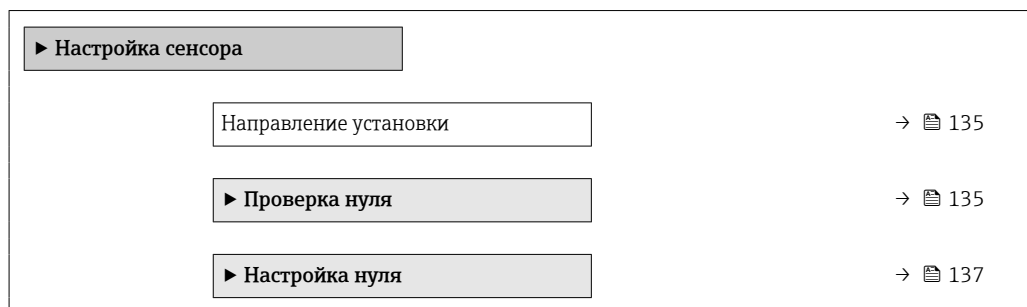 ▶ Настройка сенсора
Направление установки → 135
▶ Проверка нуля → 135
▶ Настройка нуля → 137